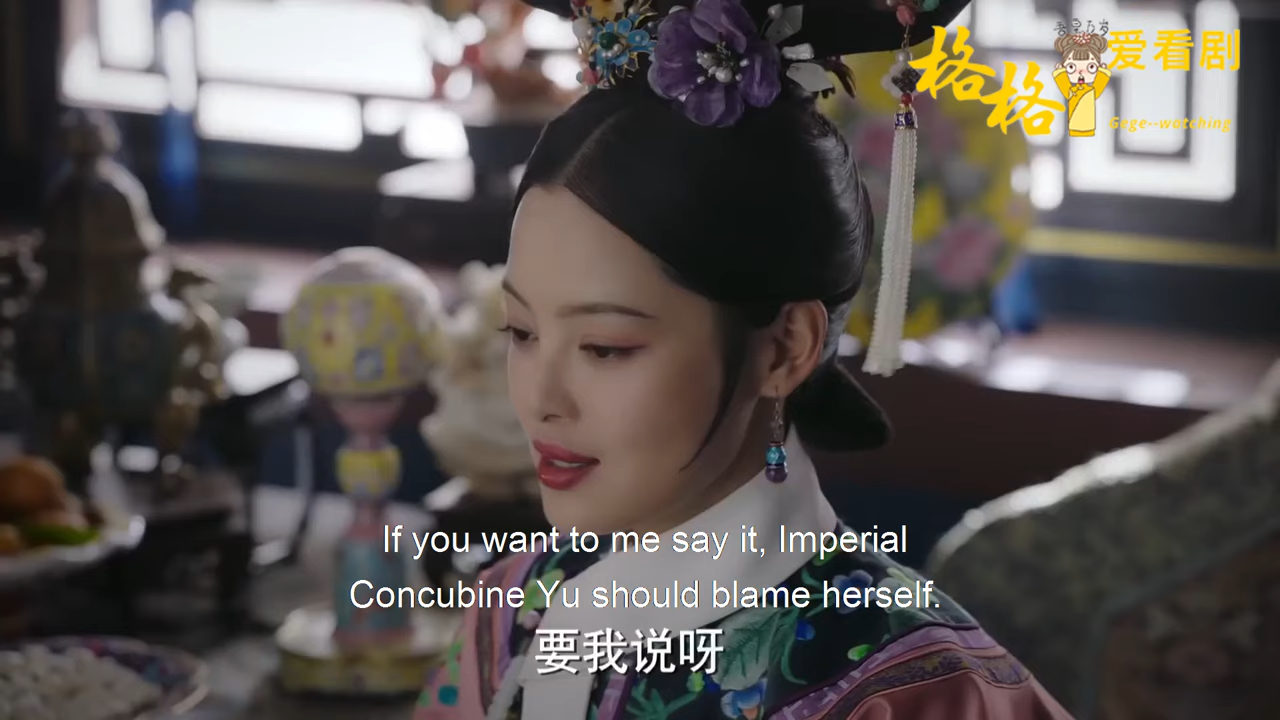 格格
爱看剧
Gege--watching
If you want to me say it, Imperial
Concubine Yu should blame herself.
要我说呀